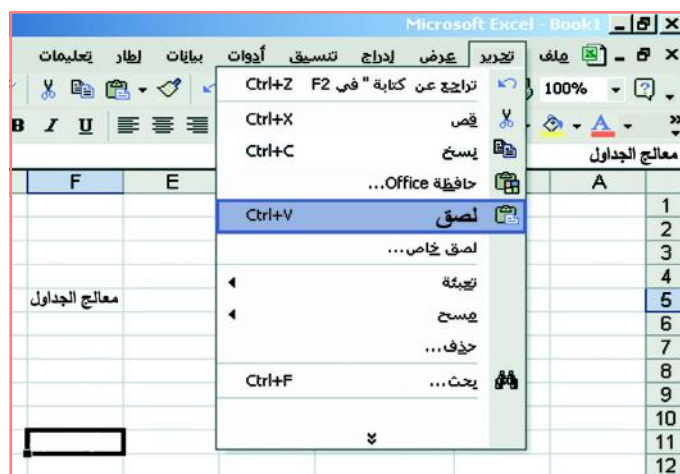 Microsoft Excel - Book1
ملف تحرير عرض إدراج تنسيق أدوات بيانات إطار تعليمات
100%
B I U A
معالج الجداول
A E F
تراجع عن كتابة " في F2 Ctrl+Z
قص Ctrl+X
نسخ Ctrl+C
حافظة Office...
لصق Ctrl+V
لصق خاص...
تعبئة
مسح
حذف...
بحث... Ctrl+F
1
2
3
4
معالج الجداول 5
6
7
8
9
10
11
12